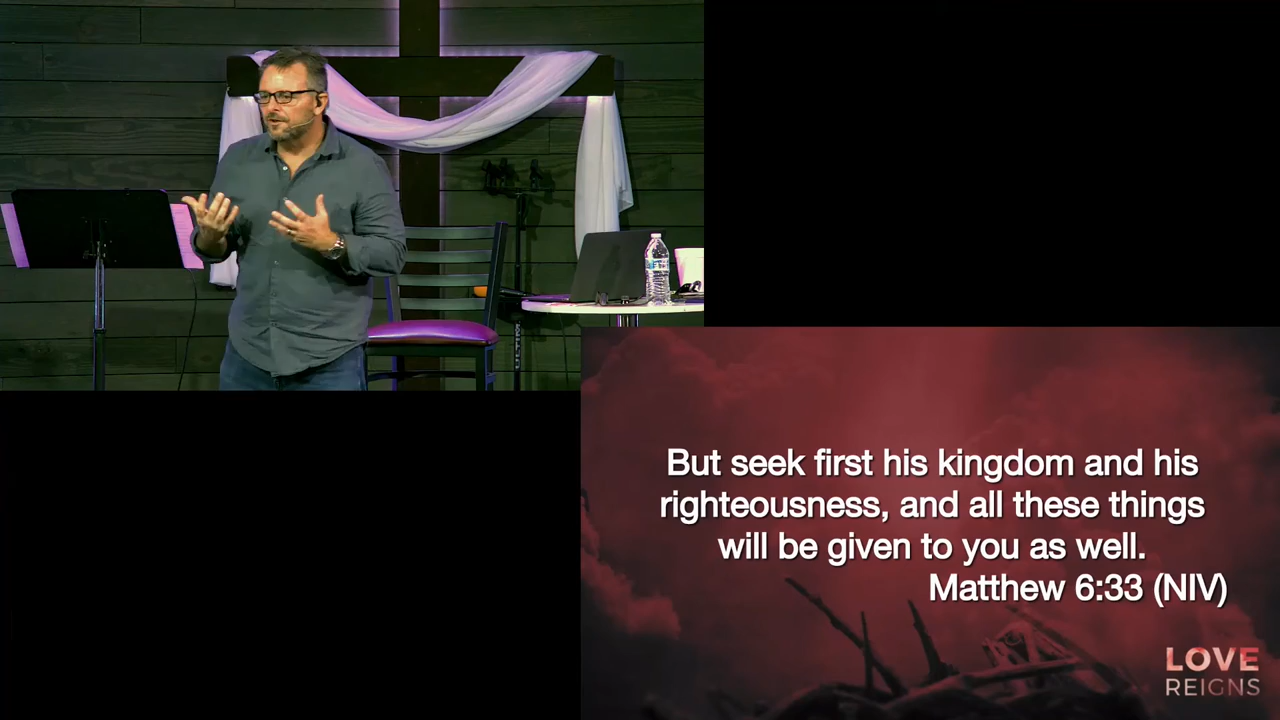 But seek first his kingdom and his
righteousness, and all these things
will be given to you as well.
Matthew 6:33 (NIV)
LOVE
REIGNS